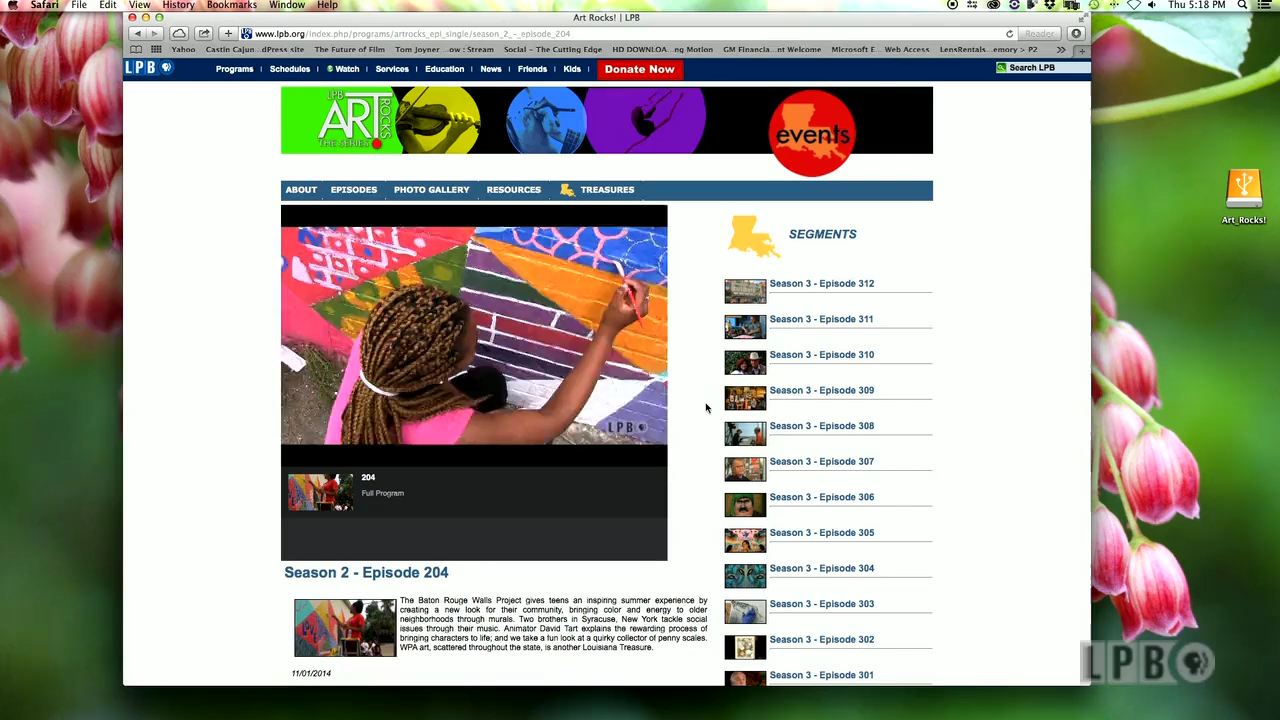 Safari File Edit View History Bookmarks Window Help Thu 5:18 PM
Art Rocks! | LPB
www.lpb.org/index.php/programs/artrocks_epi_single/season_2_-_episode_204 Reader
Yahoo Castin Cajun...dPress site The Future of Film Tom Joyner ...ow : Stream Social – The Cutting Edge HD DOWNLOA...ng Motion GM Financia...nt Welcome Microsoft E... Web Access LensRentals...emory > P2
LPB Programs Schedules Watch Services Education News Friends Kids Donate Now Search LPB
LPB
ART ROCKS
THE SERIES
events
ABOUT EPISODES PHOTO GALLERY RESOURCES TREASURES
Art_Rocks!
SEGMENTS
Season 3 - Episode 312
Season 3 - Episode 311
Season 3 - Episode 310
Season 3 - Episode 309
Season 3 - Episode 308
Season 3 - Episode 307
Season 3 - Episode 306
Season 3 - Episode 305
Season 3 - Episode 304
Season 3 - Episode 303
Season 3 - Episode 302
Season 3 - Episode 301
LPB
204
Full Program
Season 2 - Episode 204
The Baton Rouge Walls Project gives teens an inspiring summer experience by
creating a new look for their community, bringing color and energy to older
neighborhoods through murals. Two brothers in Syracuse, New York tackle social
issues through their music. Animator David Tart explains the rewarding process of
bringing characters to life; and we take a fun look at a quirky collector of penny scales.
WPA art, scattered throughout the state, is another Louisiana Treasure.
11/01/2014
LPB